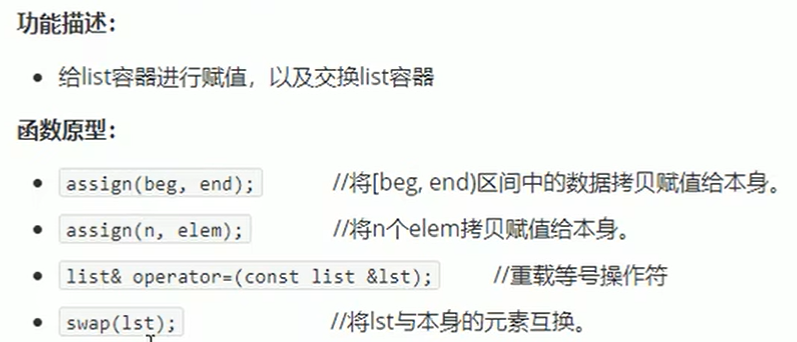 功能描述：
给list容器进行赋值，以及交换list容器
函数原型：
assign(beg, end); //将[beg, end)区间中的数据拷贝赋值给本身。
assign(n, elem); //将n个elem拷贝赋值给本身。
list& operator=(const list &lst); //重载等号操作符
swap(lst); //将lst与本身的元素互换。